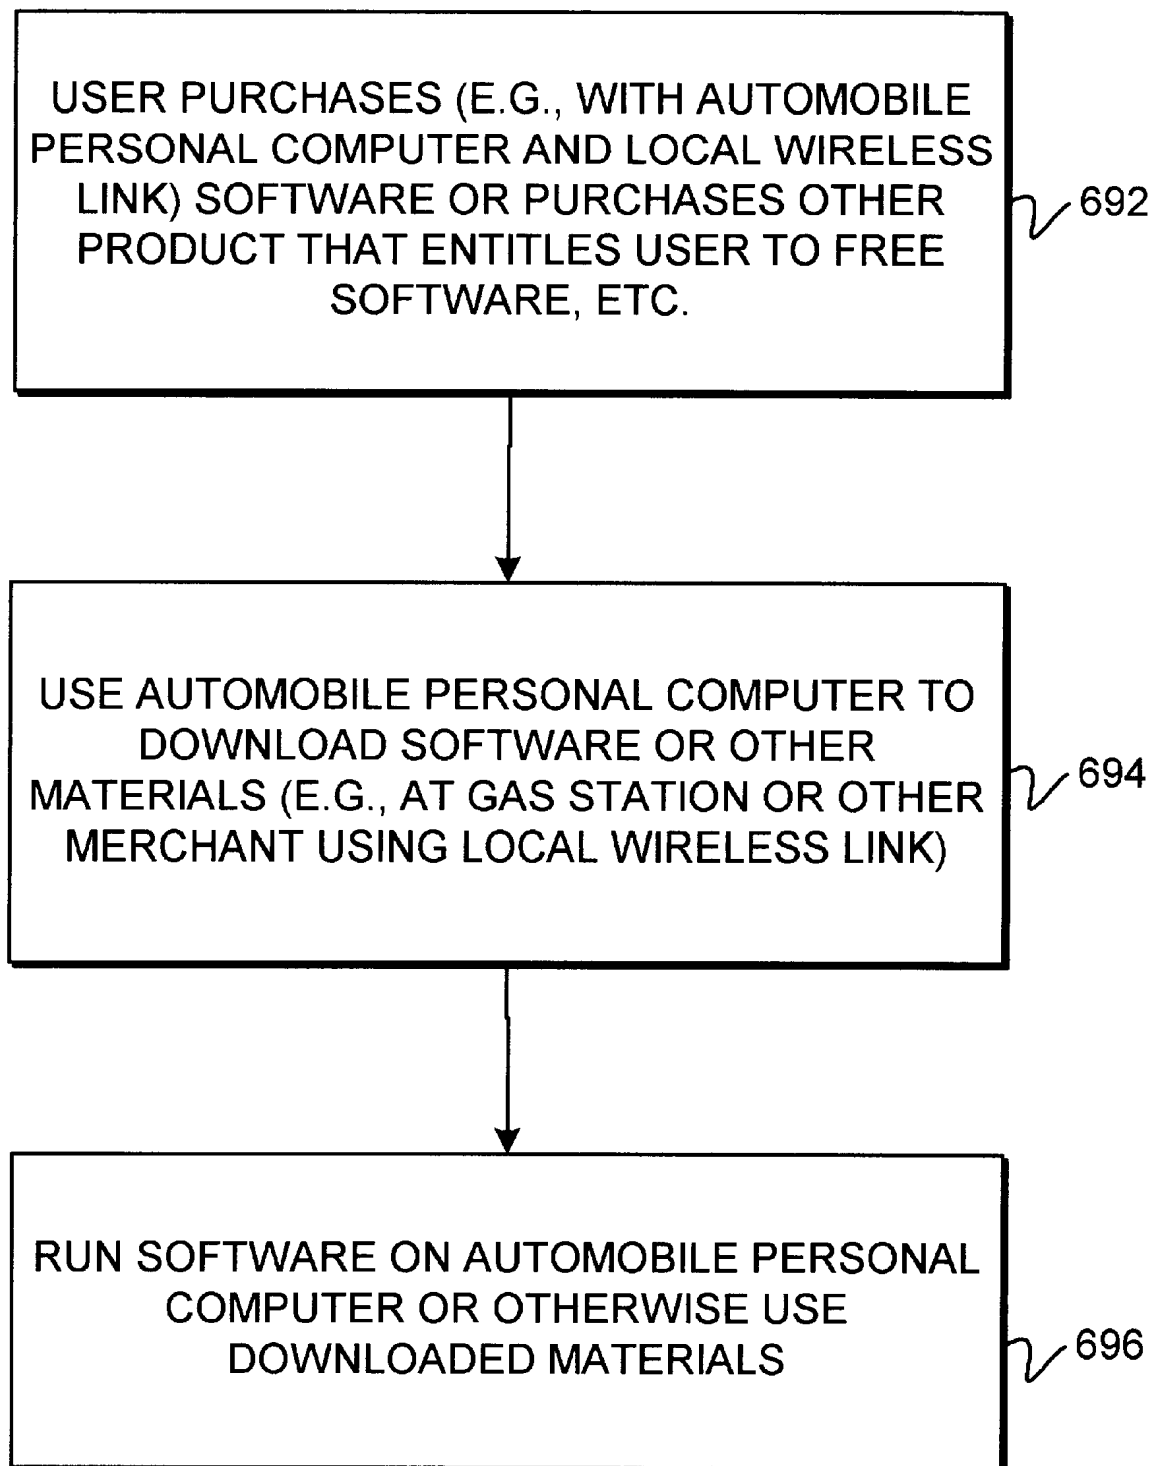 USER PURCHASES (E.G., WITH AUTOMOBILE
PERSONAL COMPUTER AND LOCAL WIRELESS
LINK) SOFTWARE OR PURCHASES OTHER
PRODUCT THAT ENTITLES USER TO FREE
SOFTWARE, ETC.
692
USE AUTOMOBILE PERSONAL COMPUTER TO
DOWNLOAD SOFTWARE OR OTHER
MATERIALS (E.G., AT GAS STATION OR OTHER
MERCHANT USING LOCAL WIRELESS LINK)
694
RUN SOFTWARE ON AUTOMOBILE PERSONAL
COMPUTER OR OTHERWISE USE
DOWNLOADED MATERIALS
696